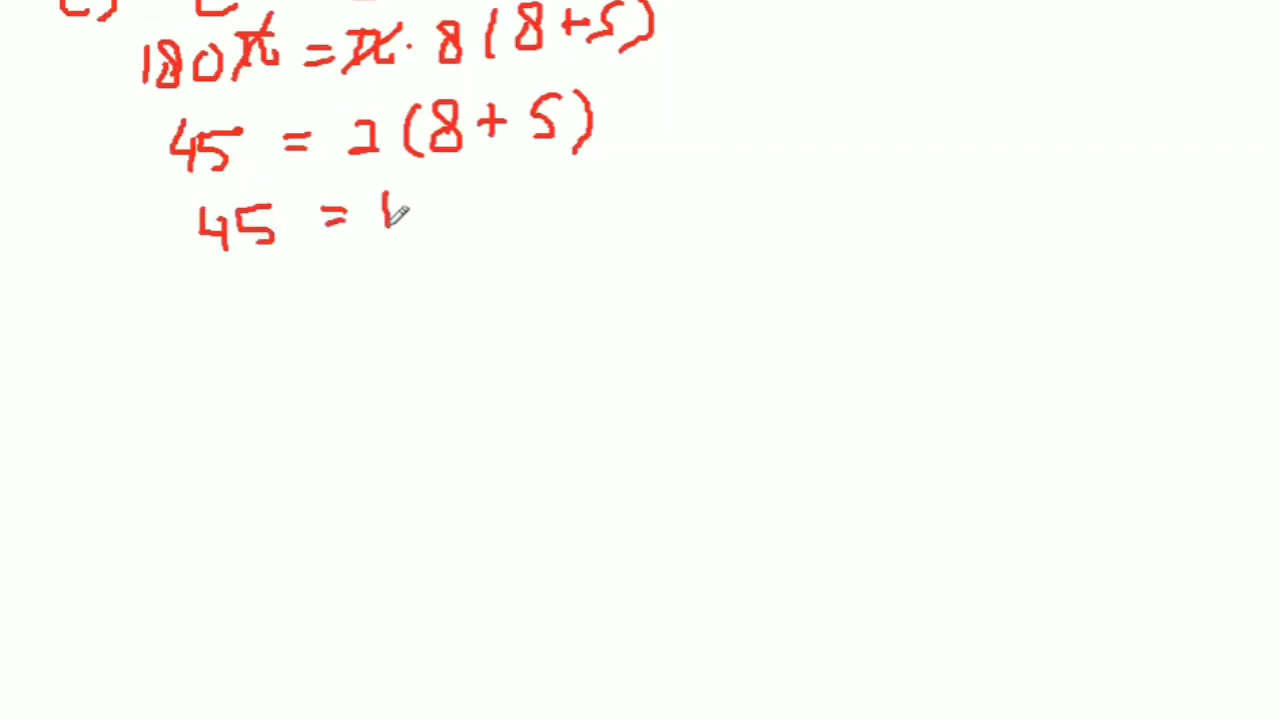 180π = π · 8(8+5)
45 = 2(8+5)
45 =